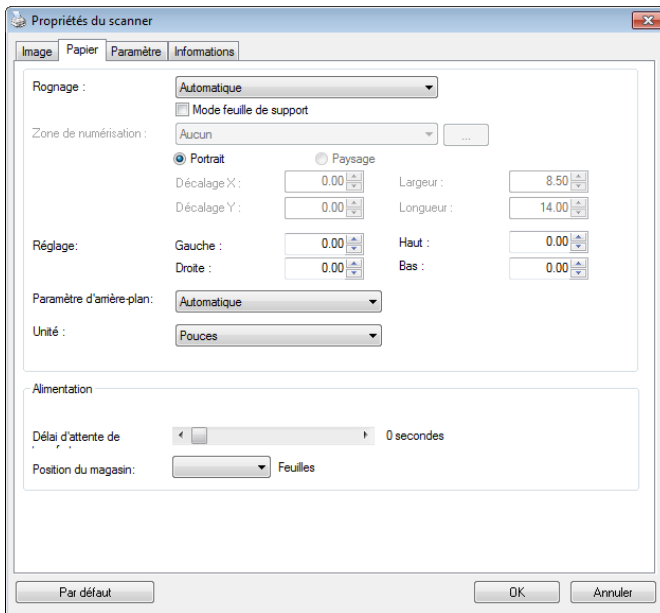 Propriétés du scanner
Image Papier Paramètre Informations
Rognage : Automatique
Mode feuille de support
Zone de numérisation : Aucun ...
Portrait Paysage
Décalage X : 0.00 Largeur : 8.50
Décalage Y : 0.00 Longueur : 14.00
Réglage: Gauche : 0.00 Haut : 0.00
Droite : 0.00 Bas : 0.00
Paramètre d'arrière-plan: Automatique
Unité : Pouces
Alimentation
Délai d'attente de 0 secondes
Position du magasin: Feuilles
Par défaut OK Annuler